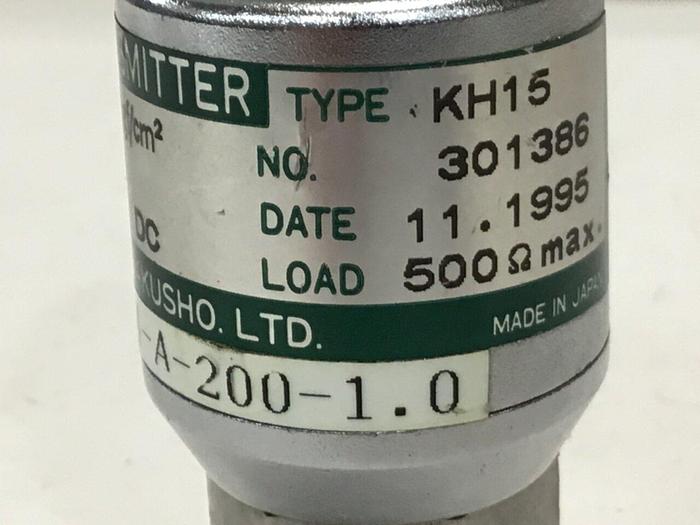 MITTER TYPE KH15
f/cm² NO. 301386
DATE 11.1995
DC LOAD 500Ω max.
KUSHO. LTD. MADE IN JAPAN
-A-200-1.0